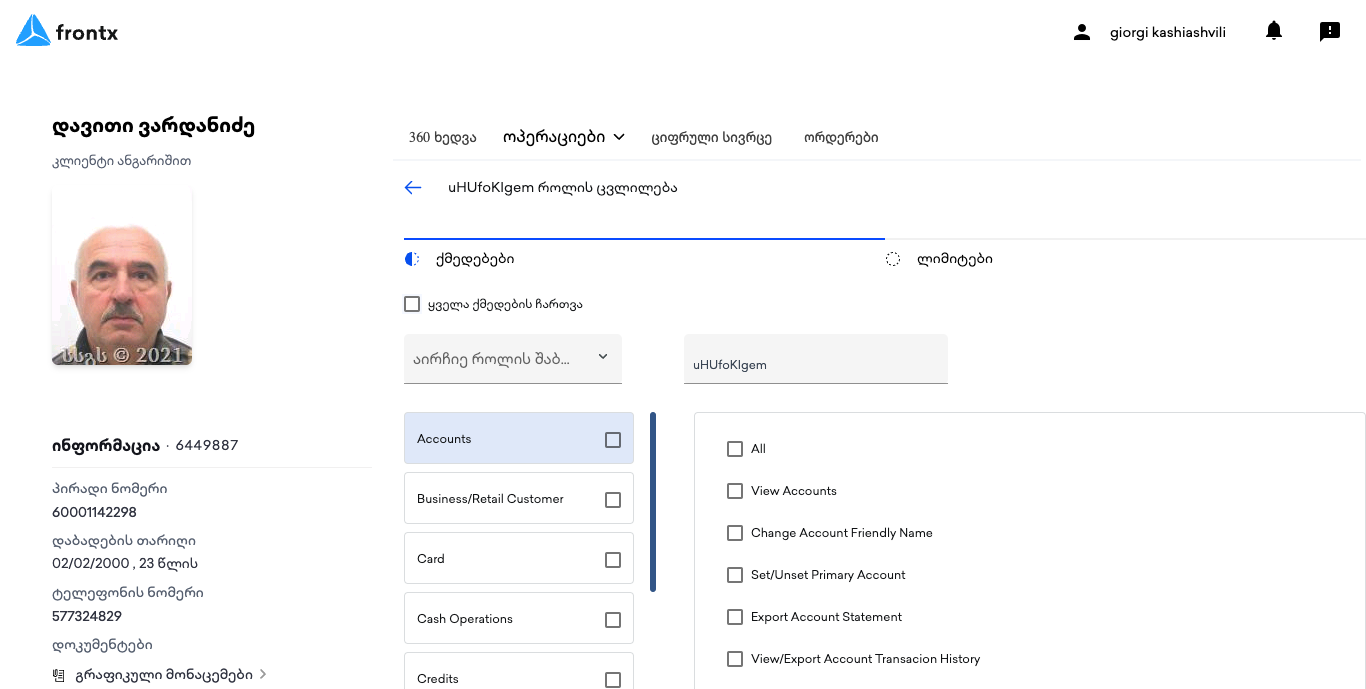 frontx
giorgi kashiashvili
დავითი ვარდანიძე
კლიენტი ანგარიშით
სსგს © 2021
ინფორმაცია · 6449887
პირადი ნომერი
60001142298
დაბადების თარიღი
02/02/2000 , 23 წლის
ტელეფონის ნომერი
577324829
დოკუმენტები
გრაფიკული მონაცემები
360 ხედვა
ოპერაციები
ციფრული სივრცე
ორდერები
uHUfoKlgem როლის ცვლილება
ქმედებები
ლიმიტები
ყველა ქმედების ჩართვა
აირჩიე როლის შაბ...
uHUfoKlgem
Accounts
Business/Retail Customer
Card
Cash Operations
Credits
All
View Accounts
Change Account Friendly Name
Set/Unset Primary Account
Export Account Statement
View/Export Account Transacion History